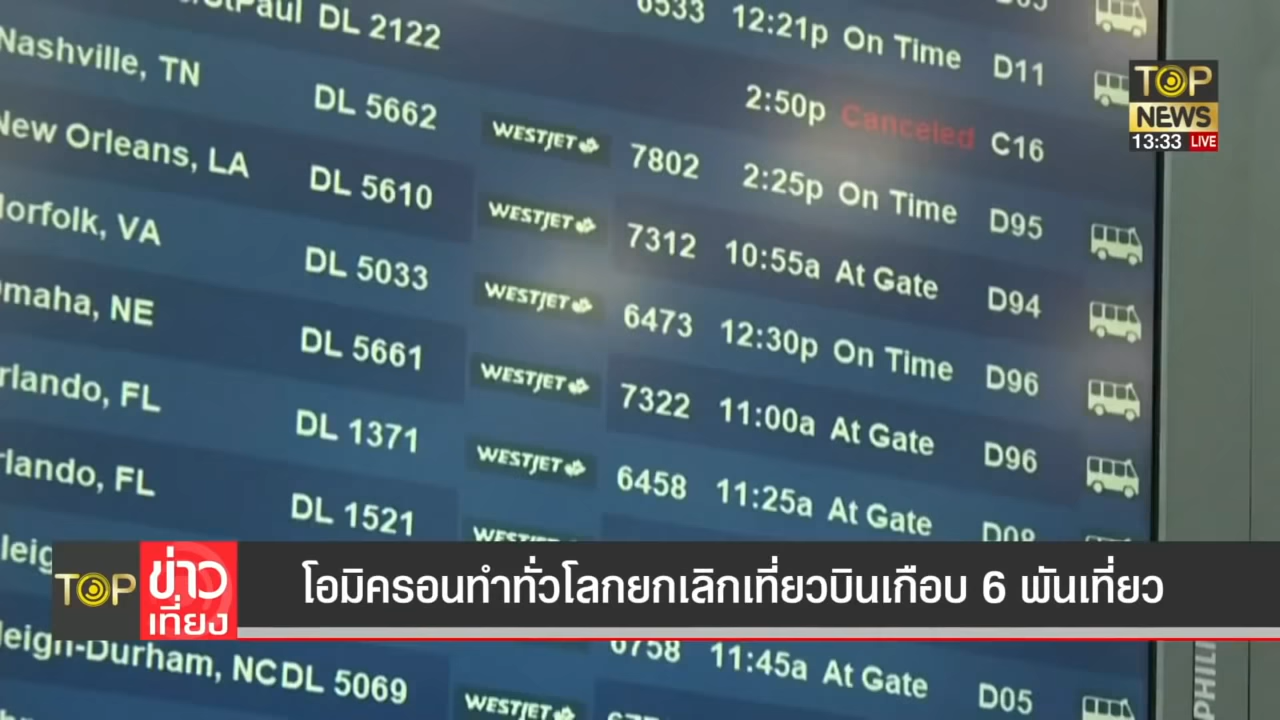 6533 12:21p On Time D11
Paul DL 2122 2:50p Canceled C16
Nashville, TN DL 5662 WESTJET 7802 2:25p On Time D95
New Orleans, LA DL 5610 WESTJET 7312 10:55a At Gate D94
orfolk, VA DL 5033 WESTJET 6473 12:30p On Time D96
maha, NE DL 5661 WESTJET 7322 11:00a At Gate D96
rlando, FL DL 1371 WESTJET 6458 11:25a At Gate D08
rlando, FL DL 1521 WESTJET
leig 6758 11:45a At Gate D05
leigh-Durham, NC DL 5069 WESTJET
TOP
NEWS
13:33 LIVE
TOP ข่าว
เที่ยง
โอมิครอนทำทั่วโลกยกเลิกเที่ยวบินเกือบ 6 พันเที่ยว
PHILI